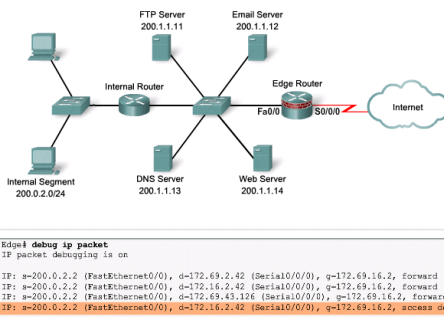 FTP Server
200.1.1.11
Email Server
200.1.1.12
Internal Router
Edge Router
Fa0/0
S0/0/0
Internet
Internal Segment
200.0.2.0/24
DNS Server
200.1.1.13
Web Server
200.1.1.14
Edge# debug ip packet
IP packet debugging is on
IP: s=200.0.2.2 (FastEthernet0/0), d=172.69.2.42 (Serial0/0/0), g=172.69.16.2, forward
IP: s=200.0.2.2 (FastEthernet0/0), d=172.69.16.2 (Serial0/0/0), g=172.69.16.2, forward
IP: s=200.0.2.2 (FastEthernet0/0), d=172.69.43.126 (Serial0/0/0), g=172.69.16.2, forward
IP: s=200.0.2.2 (FastEthernet0/0), d=172.16.2.42 (Serial0/0/0), g=172.69.16.2, access de